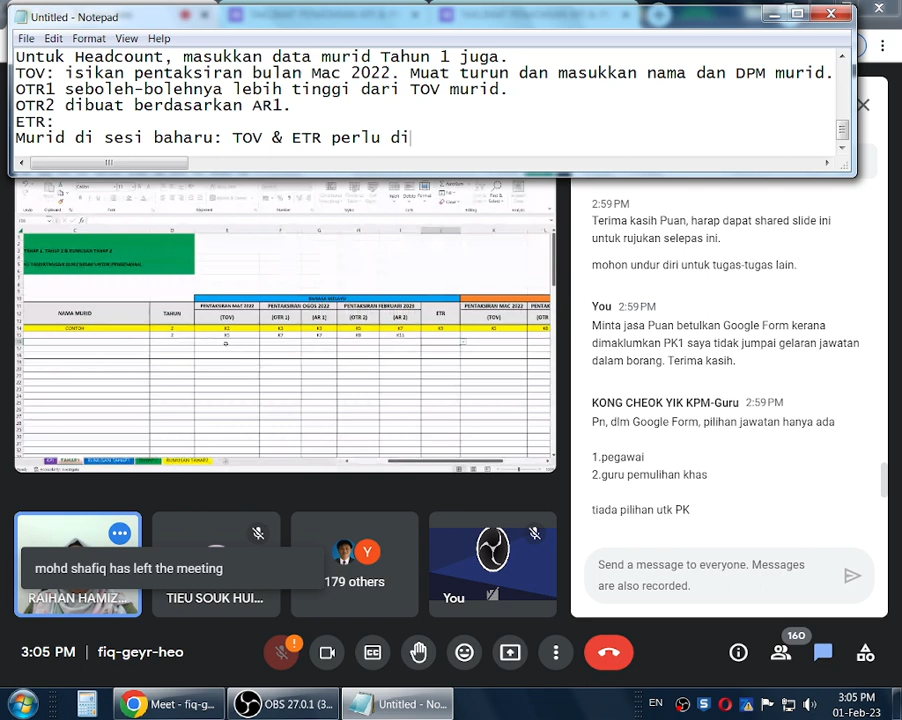 Untitled - Notepad
File Edit Format View Help
Untuk Headcount, masukkan data murid Tahun 1 juga.
TOV: isikan pentaksiran bulan Mac 2022. Muat turun dan masukkan nama dan DPM murid.
OTR1 seboleh-bolehnya lebih tinggi dari TOV murid.
OTR2 dibuat berdasarkan AR1.
ETR:
Murid di sesi baharu: TOV & ETR perlu di
BAHASA MELAYU
NAMA MURID TAHUN PENTAKSIRAN MAC 2022 PENTAKSIRAN OGOS 2022 PENTAKSIRAN FEBRUARI 2023 ETR PENTAKSIRAN MAC 2022
(TOV) (OTR 1) (AR 1) (OTR 2) (AR 2) (TOV)
CONTOH 2
2:59 PM
Terima kasih Puan, harap dapat shared slide ini
untuk rujukan selepas ini.
mohon undur diri untuk tugas-tugas lain.
You 2:59 PM
Minta jasa Puan betulkan Google Form kerana
dimaklumkan PK1 saya tidak jumpai gelaran jawatan
dalam borang. Terima kasih.
KONG CHEOK YIK KPM-Guru 2:59 PM
Pn, dlm Google Form, pilihan jawatan hanya ada
1.pegawai
2.guru pemulihan khas
tiada pilihan utk PK
Send a message to everyone. Messages
are also recorded.
mohd shafiq has left the meeting
RAIHAN HAMIZ...
TIEU SOUK HUI...
Y
179 others
You
3:05 PM | fiq-geyr-heo
160
Meet - fiq-g...
OBS 27.0.1 (3...
Untitled - No...
EN
3:05 PM
01-Feb-23